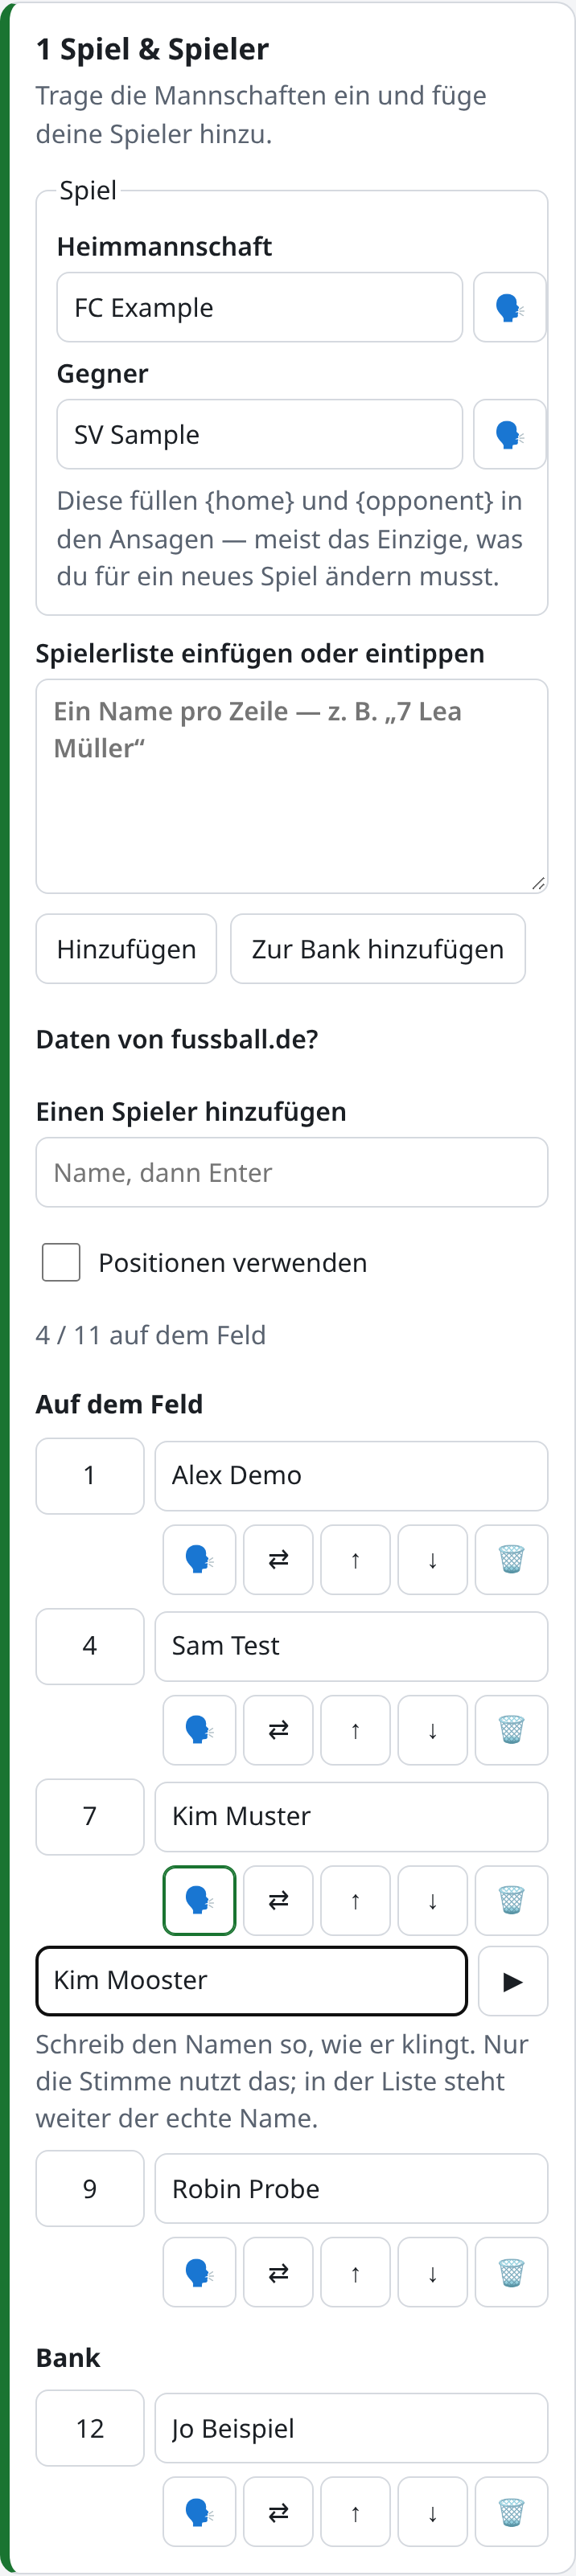 1 Spiel & Spieler
Trage die Mannschaften ein und füge
deine Spieler hinzu.
Spiel
Heimmannschaft
FC Example
Gegner
SV Sample
Diese füllen {home} und {opponent} in
den Ansagen — meist das Einzige, was
du für ein neues Spiel ändern musst.
Spielerliste einfügen oder eintippen
Ein Name pro Zeile — z. B. „7 Lea
Müller“
Hinzufügen
Zur Bank hinzufügen
Daten von fussball.de?
Einen Spieler hinzufügen
Name, dann Enter
Positionen verwenden
4 / 11 auf dem Feld
Auf dem Feld
1 Alex Demo
4 Sam Test
7 Kim Muster
Kim Mooster
Schreib den Namen so, wie er klingt. Nur
die Stimme nutzt das; in der Liste steht
weiter der echte Name.
9 Robin Probe
Bank
12 Jo Beispiel